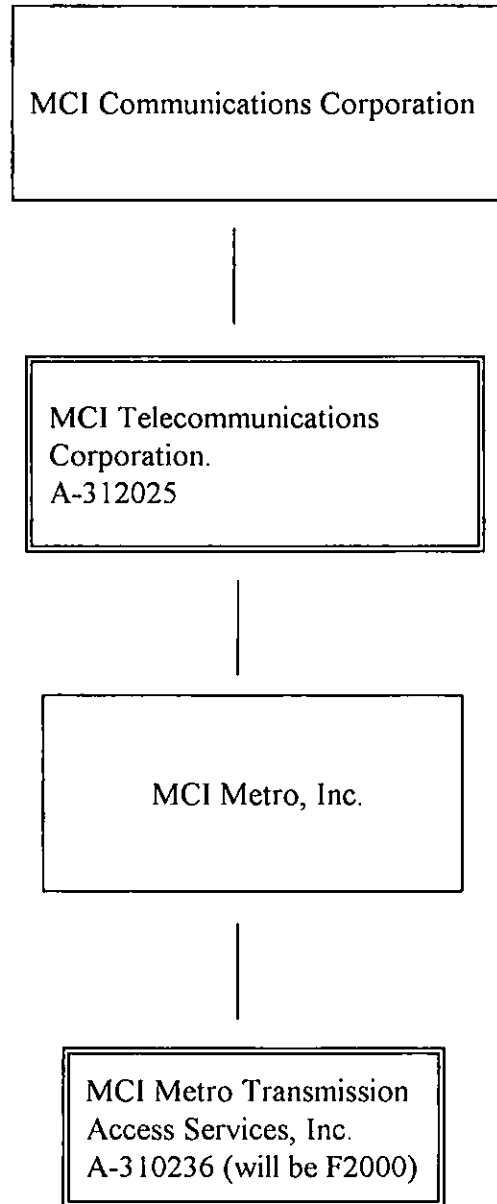 MCI Communications Corporation
MCI Telecommunications
Corporation.
A-312025
MCI Metro, Inc.
MCI Metro Transmission
Access Services, Inc.
A-310236 (will be F2000)